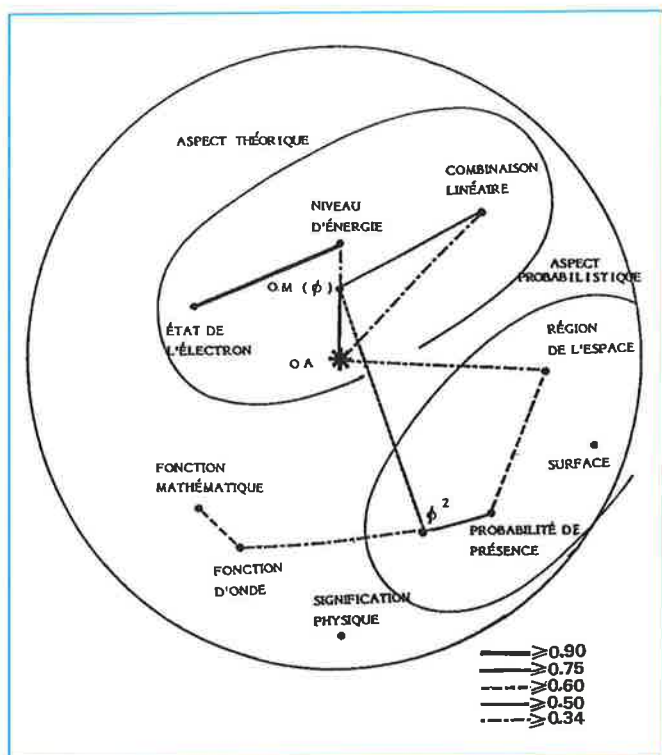 ASPECT THÉORIQUE
COMBINAISON
LINÉAIRE
NIVEAU
D'ÉNERGIE
ASPECT
PROBABILISTIQUE
O.M (ϕ)
ÉTAT DE
L'ÉLECTRON
RÉGION
DE L'ESPACE
O A
SURFACE
FONCTION
MATHÉMATIQUE
ϕ²
PROBABILITÉ DE
PRÉSENCE
FONCTION
D'ONDE
SIGNIFICATION
PHYSIQUE
⩾0.90
⩾0.75
⩾0.60
⩾0.50
⩾0.34